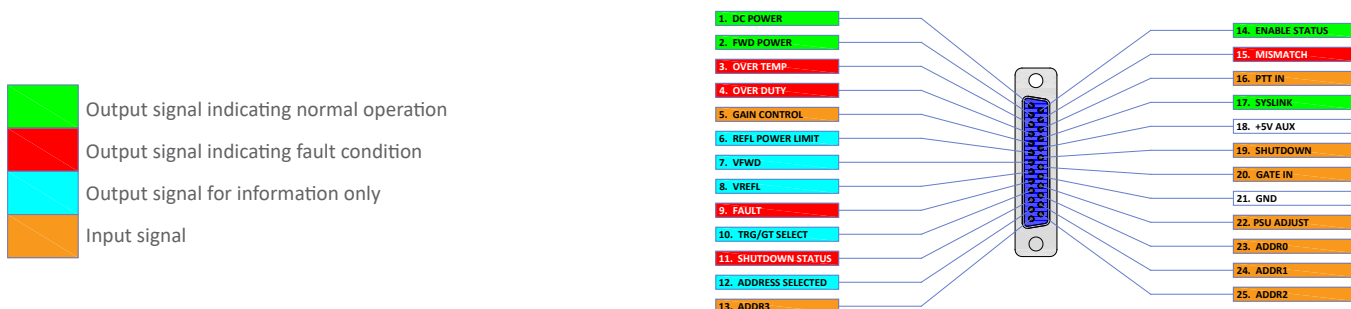 Output signal indicating normal operation
Output signal indicating fault condition
Output signal for information only
Input signal
1. DC POWER
2. FWD POWER
3. OVER TEMP
4. OVER DUTY
5. GAIN CONTROL
6. REFL POWER LIMIT
7. VFWD
8. VREFL
9. FAULT
10. TRG/GT SELECT
11. SHUTDOWN STATUS
12. ADDRESS SELECTED
13. ADDR3
14. ENABLE STATUS
15. MISMATCH
16. PTT IN
17. SYSLINK
18. +5V AUX
19. SHUTDOWN
20. GATE IN
21. GND
22. PSU ADJUST
23. ADDR0
24. ADDR1
25. ADDR2